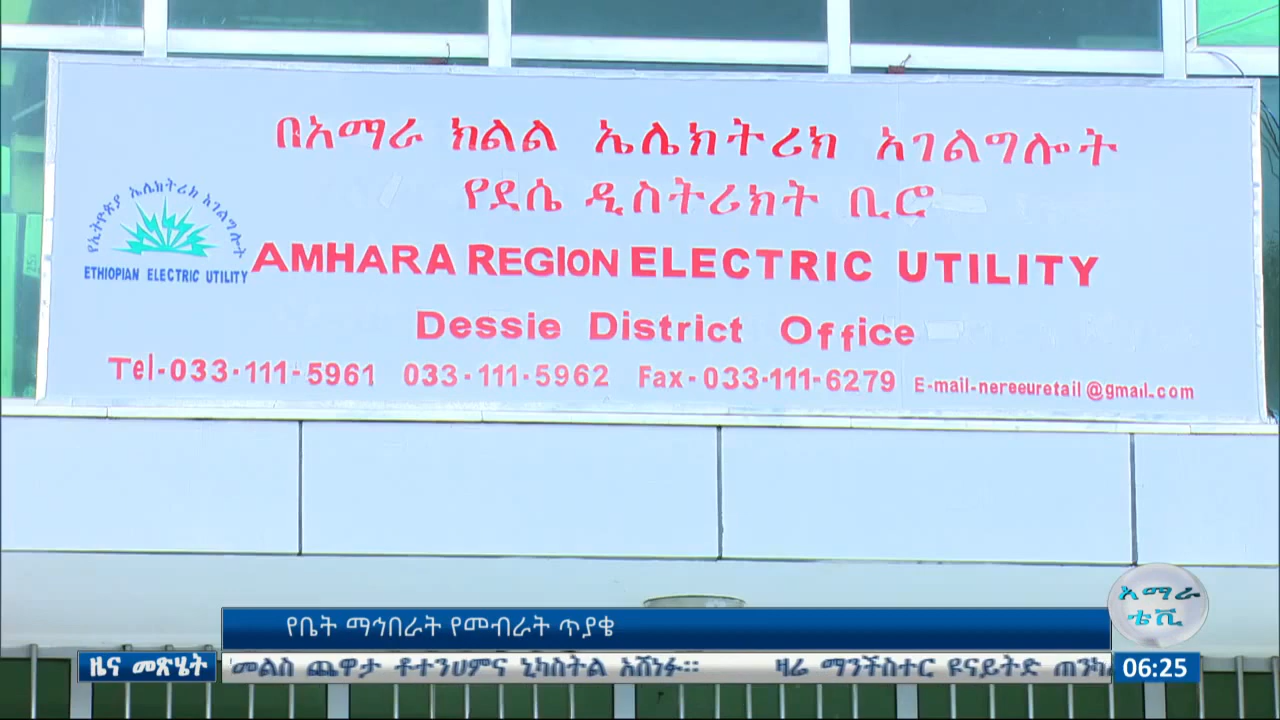 በአማራ ክልል ኤሌክትሪክ አገልግሎት
የደሴ ዲስትሪክት ቢሮ
የኢትዮጵያ ኤሌክትሪክ አገልግሎት
ETHIOPIAN ELECTRIC UTILITY
AMHARA REGION ELECTRIC UTILITY
Dessie District Office
Tel-033-111-5961 033-111-5962 Fax-033-111-6279 E-mail-nereeuretail@gmail.com
አማራ
ቴቪ
የቤት ማኅበራት የመብራት ጥያቄ
ዜና መጽሄት
መልስ ጨዋታ ቶተንሀምና ኒካስትል አሸነፉ። ዛሬ ማንችስተር ዩናይትድ
06:25